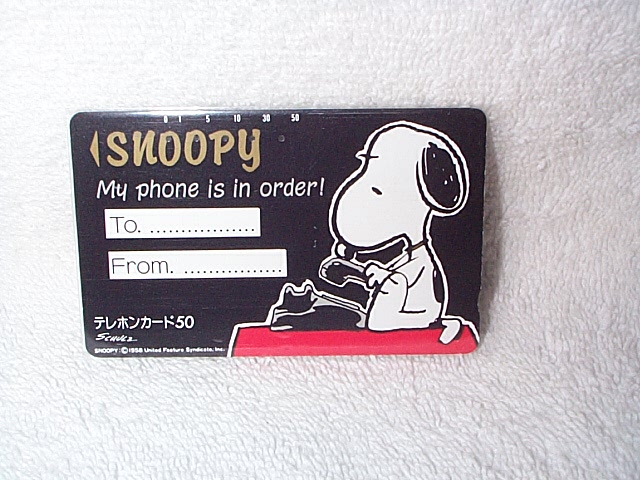 0 1 5 10 30 50
SNOOPY
My phone is in order!
To. .................
From. ................
テレホンカード50
SCHULZ
SNOOPY: © 1958 United Feature Syndicate, Inc.